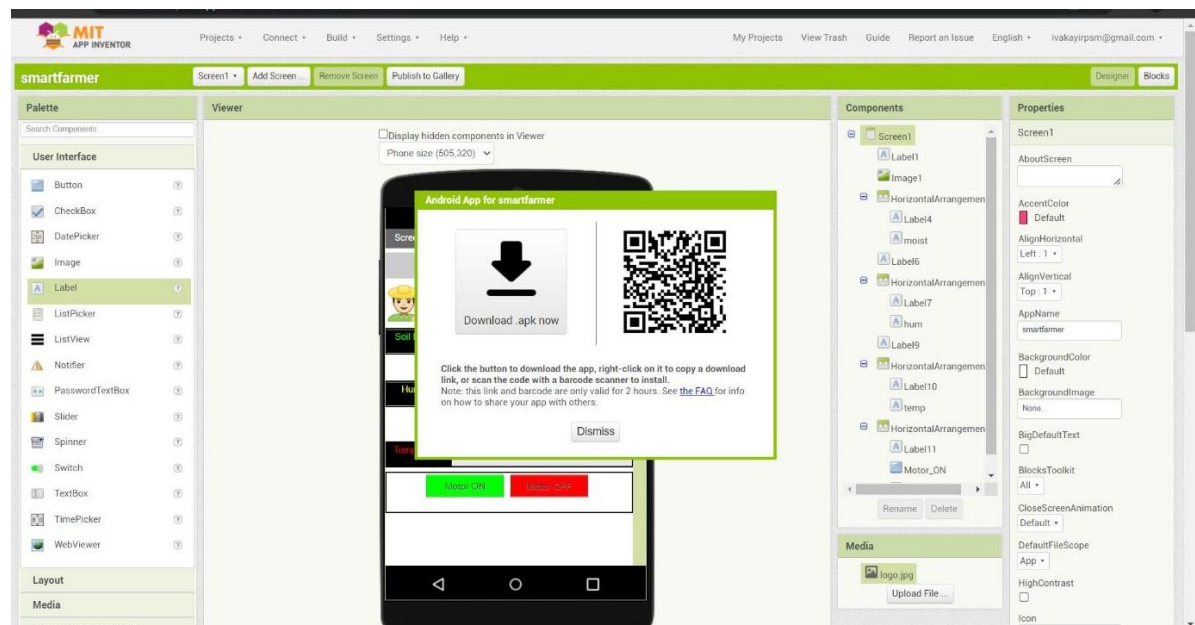 MIT
APP INVENTOR
Projects Connect Build Settings Help My Projects View Trash Guide Report an Issue English ivakayirpsm@gmail.com
smartfarmer Screen1 Add Screen ... Remove Screen Publish to Gallery Designer Blocks
Palette
Search Components...
User Interface
Button
CheckBox
DatePicker
Image
Label
ListPicker
ListView
Notifier
PasswordTextBox
Slider
Spinner
Switch
TextBox
TimePicker
WebViewer
Layout
Media
Viewer
Display hidden components in Viewer
Phone size (505,320)
Scree
Soil
Hu
Temp
Motor ON Motor OFF
Android App for smartfarmer
Download .apk now
Click the button to download the app, right-click on it to copy a download
link, or scan the code with a barcode scanner to install.
Note: this link and barcode are only valid for 2 hours. See the FAQ for info
on how to share your app with others.
Dismiss
Components
Screen1
Label1
Image1
HorizontalArrangemen
Label4
moist
Label6
HorizontalArrangemen
Label7
hum
Label9
HorizontalArrangemen
Label10
temp
HorizontalArrangemen
Label11
Motor_ON
Rename Delete
Media
logo.jpg
Upload File ...
Properties
Screen1
AboutScreen
AccentColor
Default
AlignHorizontal
Left : 1
AlignVertical
Top : 1
AppName
smartfarmer
BackgroundColor
Default
BackgroundImage
None...
BigDefaultText
BlocksToolkit
All
CloseScreenAnimation
Default
DefaultFileScope
App
HighContrast
Icon